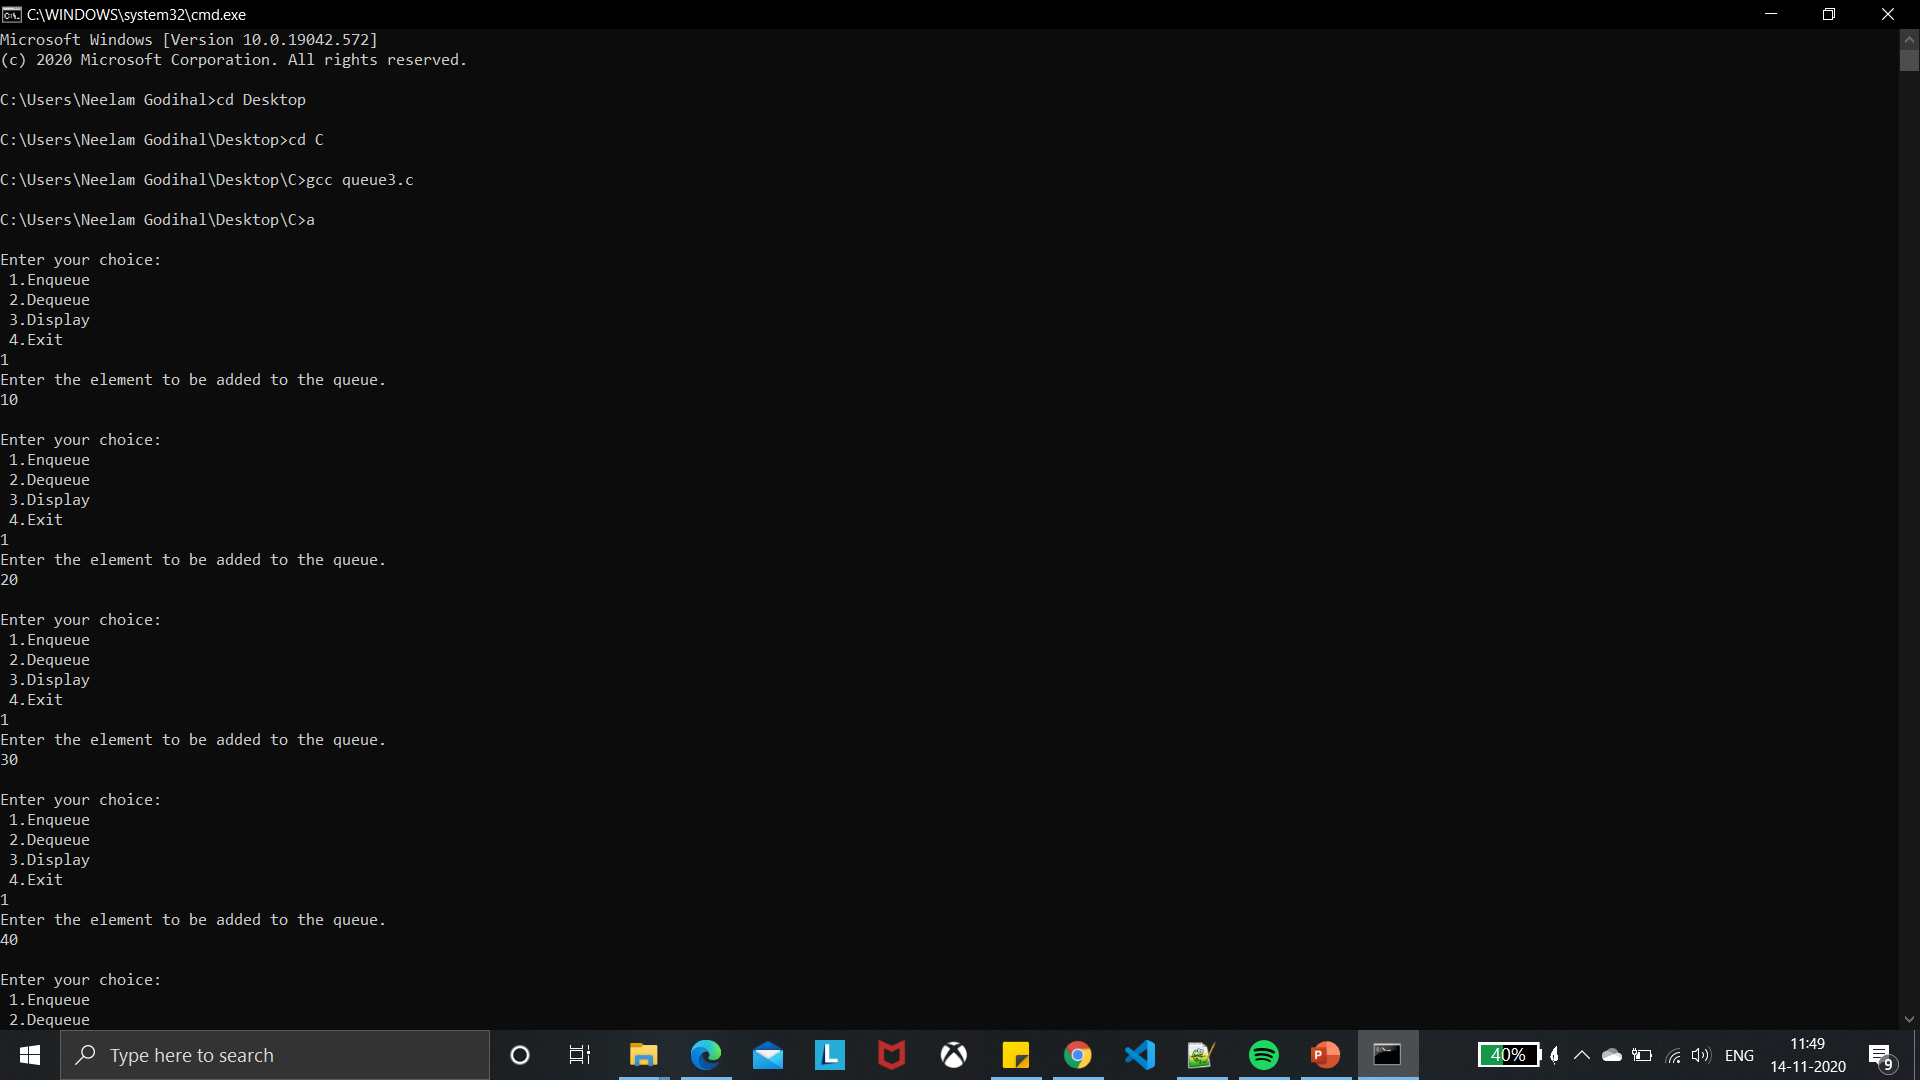 C:\WINDOWS\system32\cmd.exe
Microsoft Windows [Version 10.0.19042.572]
(c) 2020 Microsoft Corporation. All rights reserved.
C:\Users\Neelam Godihal>cd Desktop
C:\Users\Neelam Godihal\Desktop>cd C
C:\Users\Neelam Godihal\Desktop\C>gcc queue3.c
C:\Users\Neelam Godihal\Desktop\C>a
Enter your choice:
1.Enqueue
2.Dequeue
3.Display
4.Exit
1
Enter the element to be added to the queue.
10
Enter your choice:
1.Enqueue
2.Dequeue
3.Display
4.Exit
1
Enter the element to be added to the queue.
20
Enter your choice:
1.Enqueue
2.Dequeue
3.Display
4.Exit
1
Enter the element to be added to the queue.
30
Enter your choice:
1.Enqueue
2.Dequeue
3.Display
4.Exit
1
Enter the element to be added to the queue.
40
Enter your choice:
1.Enqueue
2.Dequeue
Type here to search
L
P
40%
ENG
11:49
14-11-2020
9